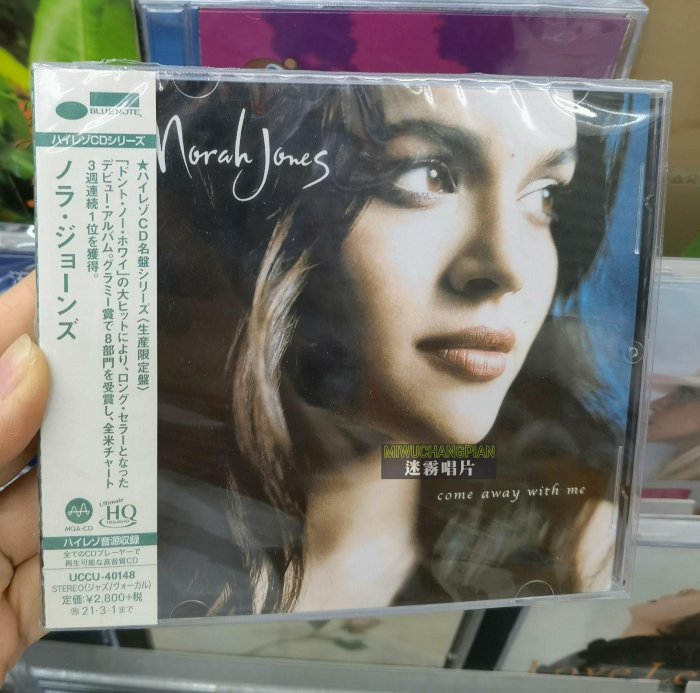 BLUE NOTE
ハイレゾCDシリーズ
ノラ・ジョーンズ
★ハイレゾCD名盤シリーズ〈生産限定盤〉
「ドント・ノー・ホワイ」の大ヒットにより、ロング・セラーとなった
デビュー・アルバム。グラミー賞で8部門を受賞し、全米チャート
3週連続1位を獲得。
MQA-CD
Ultimate
HQ
ハイレゾ音源収録
全てのCDプレーヤーで
再生可能な高音質CD
UCCU-40148
STEREO(ジャズ/ヴォーカル)
定価:¥2,800+税
21・3・1まで
Norah Jones
MIWUCHANGPIAN
迷霧唱片
come away with me